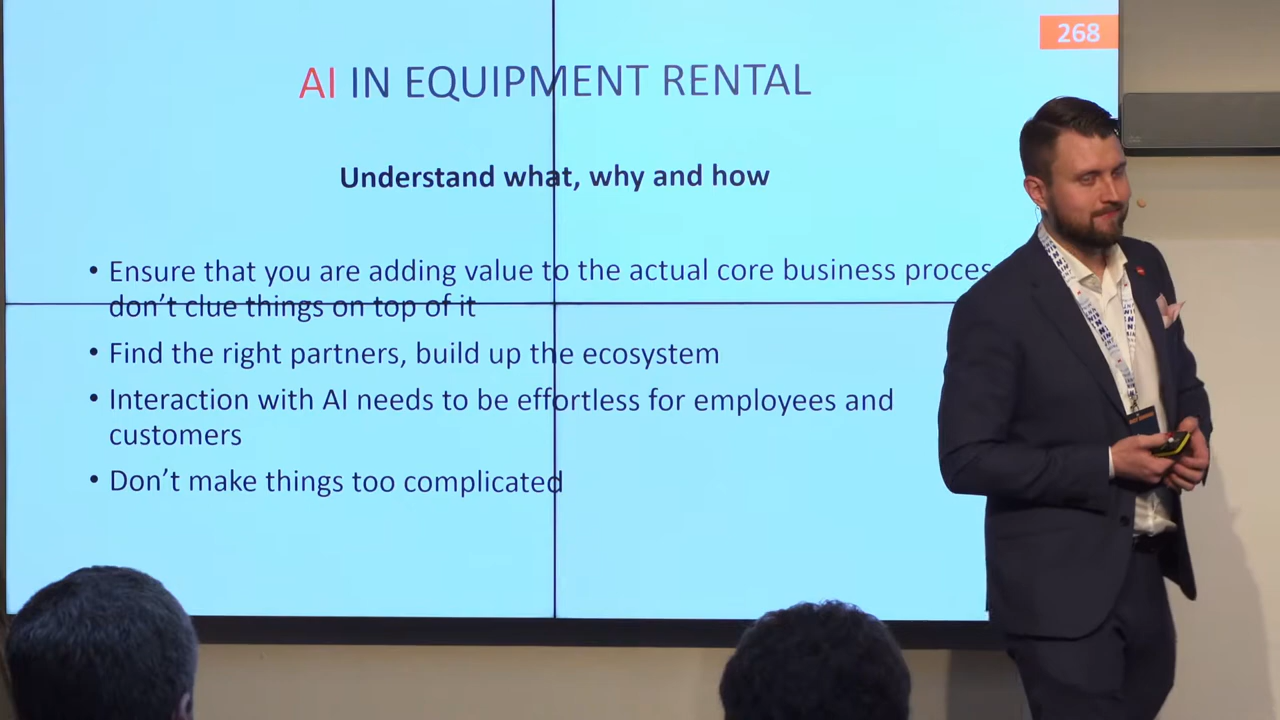 268
AI IN EQUIPMENT RENTAL
Understand what, why and how
• Ensure that you are adding value to the actual core business proces
don’t clue things on top of it
• Find the right partners, build up the ecosystem
• Interaction with AI needs to be effortless for employees and
customers
• Don’t make things too complicated